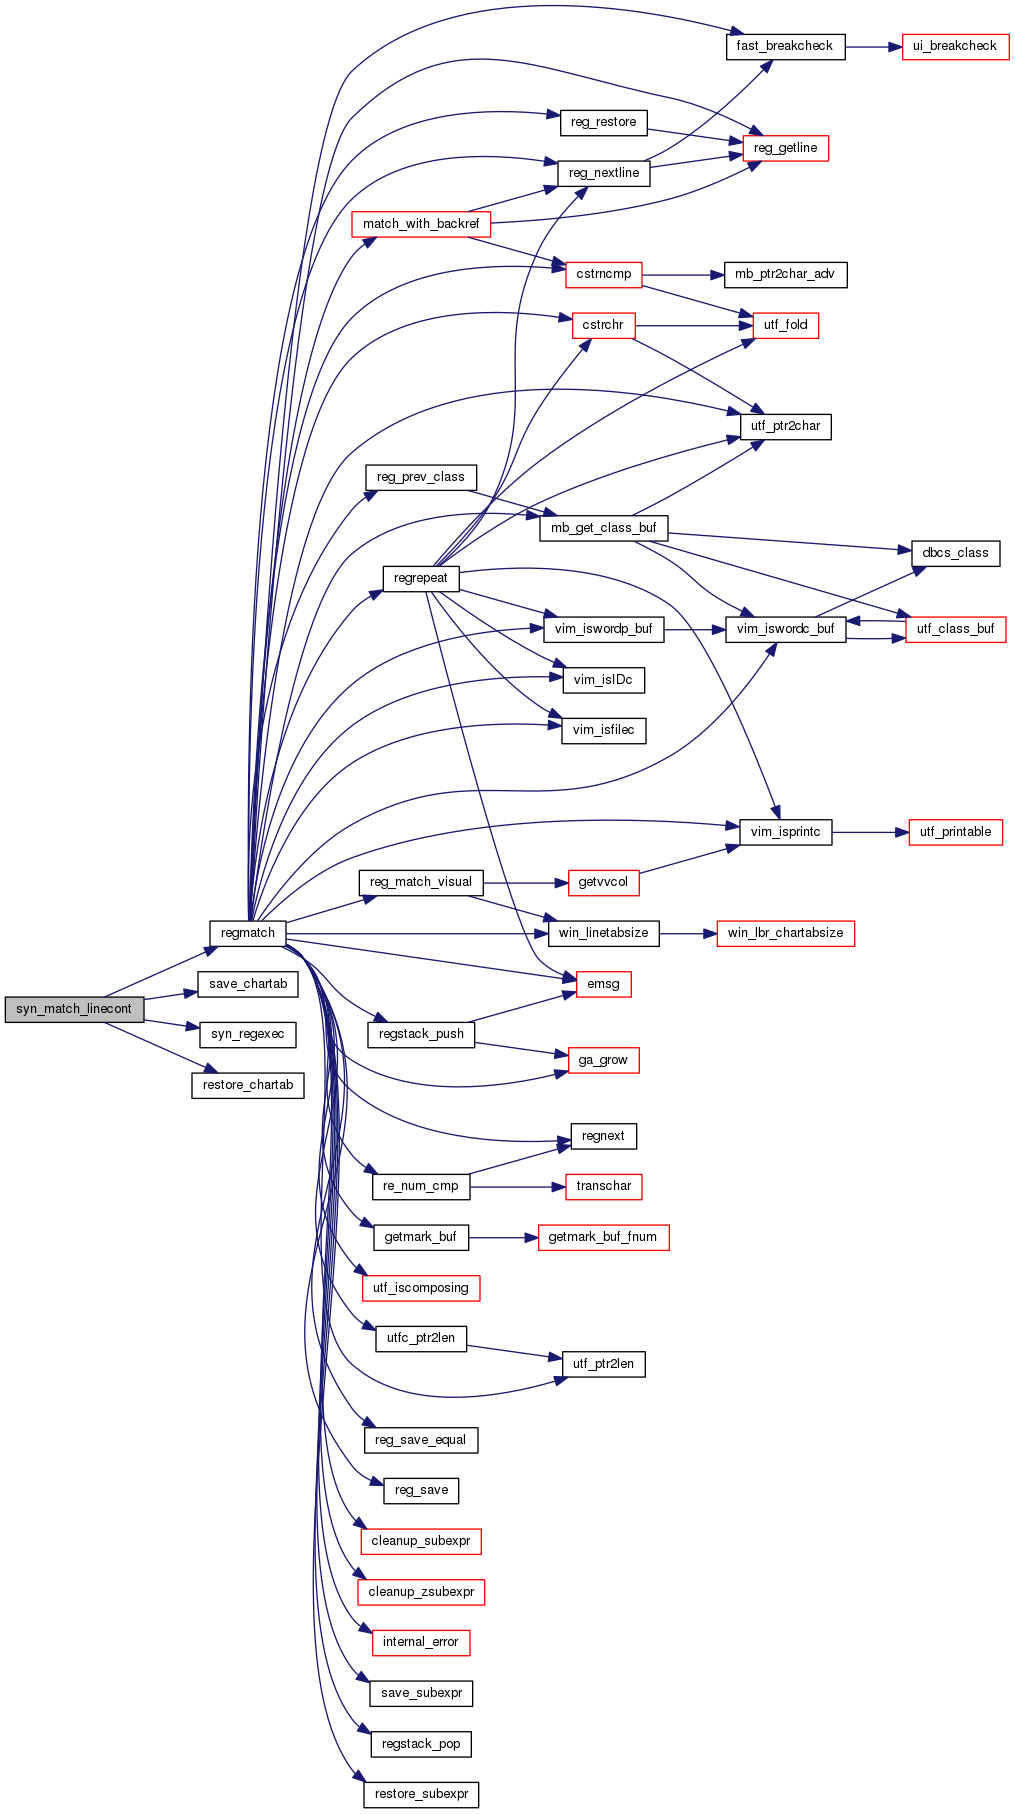 fast_breakcheck
ui_breakcheck
reg_restore
reg_getline
reg_nextline
match_with_backref
cstrncmp
mb_ptr2char_adv
cstrchr
utf_fold
utf_ptr2char
reg_prev_class
mb_get_class_buf
dbcs_class
regrepeat
vim_iswordp_buf
vim_iswordc_buf
utf_class_buf
vim_isIDc
vim_isfilec
vim_isprintc
utf_printable
reg_match_visual
getvvcol
regmatch
win_linetabsize
win_lbr_chartabsize
save_chartab
emsg
syn_match_linecont
syn_regexec
regstack_push
restore_chartab
ga_grow
regnext
re_num_cmp
transchar
getmark_buf
getmark_buf_fnum
utf_iscomposing
utfc_ptr2len
utf_ptr2len
reg_save_equal
reg_save
cleanup_subexpr
cleanup_zsubexpr
internal_error
save_subexpr
regstack_pop
restore_subexpr